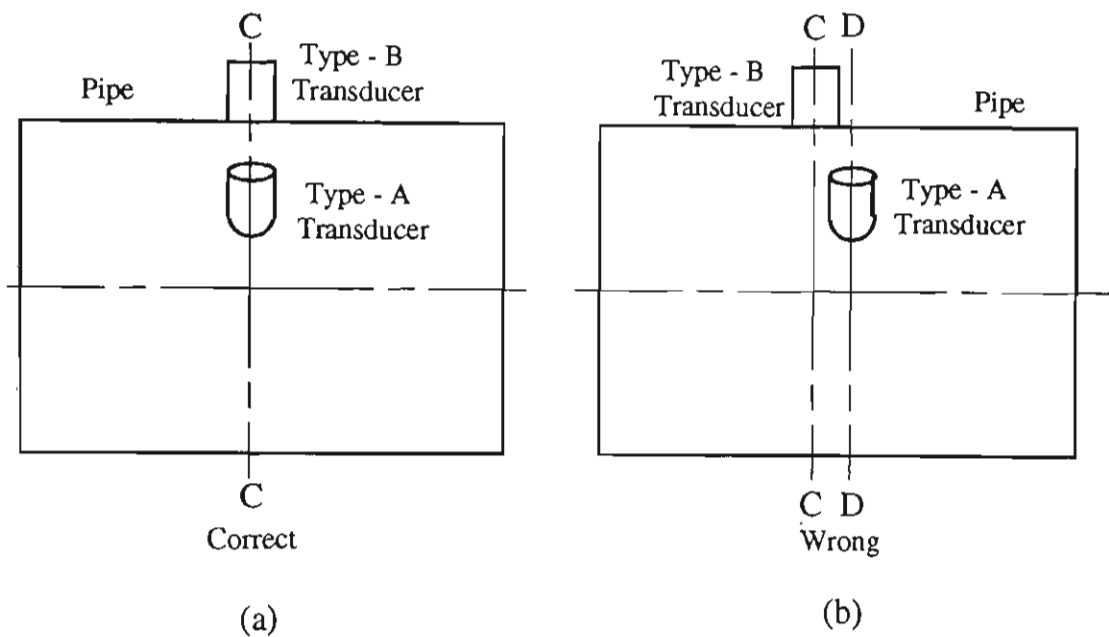 C
Type - B
Transducer
Pipe
Type - A
Transducer
C
Correct
(a)
C D
Type - B
Transducer
Pipe
Type - A
Transducer
C D
Wrong
(b)